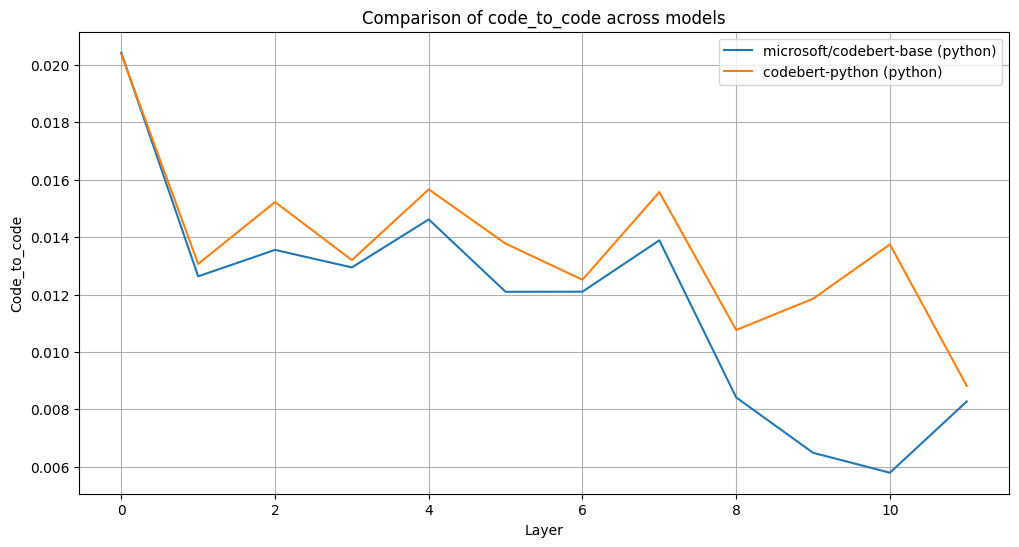 Comparison of code_to_code across models
microsoft/codebert-base (python)
codebert-python (python)
Code_to_code
0.020
0.018
0.016
0.014
0.012
0.010
0.008
0.006
0 2 4 6 8 10
Layer